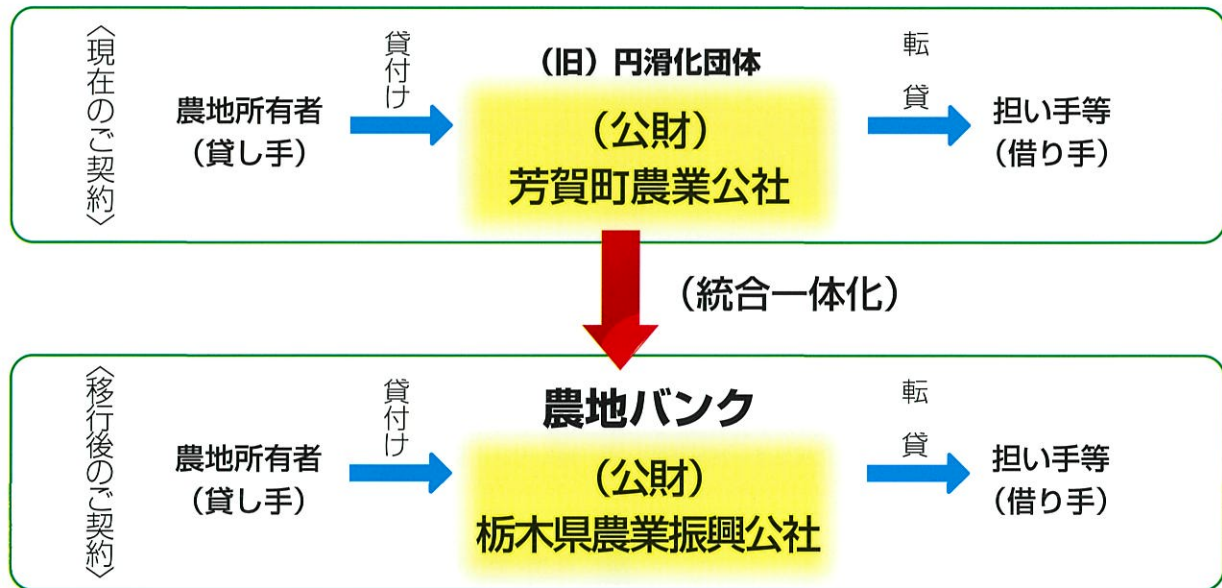 〈現在のご契約〉
農地所有者
（貸し手）
貸付け
（旧）円滑化団体
（公財）
芳賀町農業公社
転貸
担い手等
（借り手）
（統合一体化）
〈移行後のご契約〉
農地所有者
（貸し手）
貸付け
農地バンク
（公財）
栃木県農業振興公社
転貸
担い手等
（借り手）